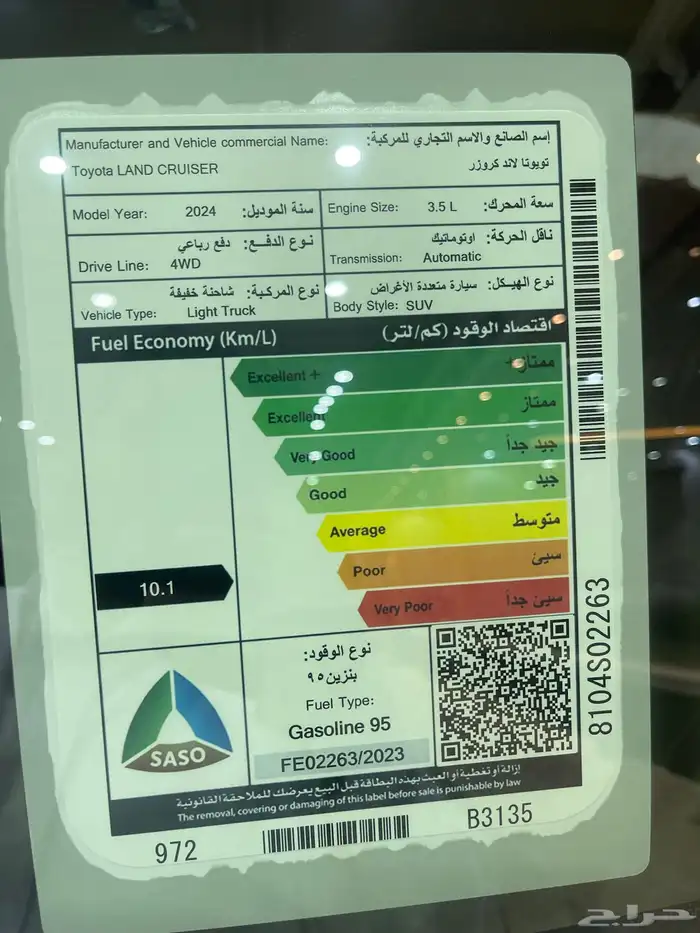 Manufacturer and Vehicle commercial Name: إسم الصانع والاسم التجاري للمركبة:
Toyota LAND CRUISER تويوتا لاند كروزر
Model Year: 2024 سنة الموديل:
Engine Size: 3.5 L سعة المحرك:
نوع الدفـــع: دفع رباعي
Drive Line: 4WD
ناقل الحركة: اوتوماتيك
Transmission: Automatic
نوع المركبة: شاحنة خفيفة
Vehicle Type: Light Truck
نوع الهيكل: سيارة متعددة الأغراض
Body Style: SUV
Fuel Economy (Km/L) اقتصاد الوقود (كم/لتر)
Excellent + ممتاز+
Excellent ممتاز
Very Good جيد جداً
Good جيد
Average متوسط
Poor سيئ
Very Poor سيئ جداً
10.1
SASO
نوع الوقود:
بنزين ٩٥
Fuel Type:
Gasoline 95
FE02263/2023
إزالة أو تغطية أو العبث بهذه البطاقة قبل البيع يعرضك للملاحقة القانونية
The removal, covering or damaging of this label before sale is punishable by law
972
B3135
8104S02263
حراج